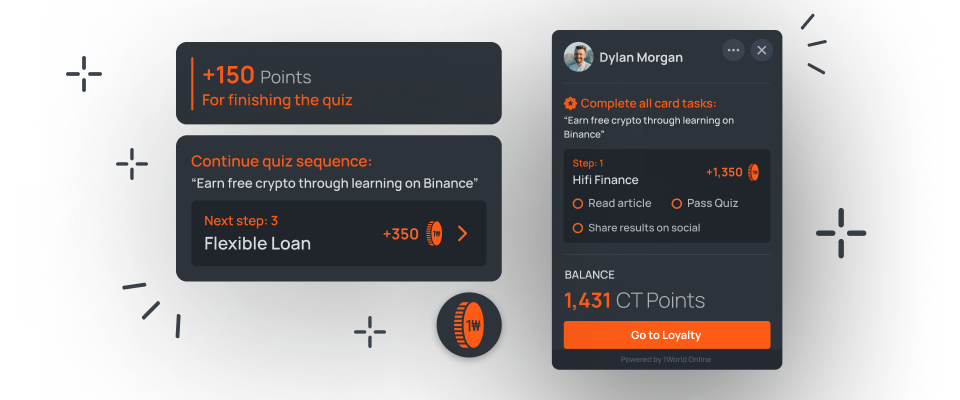 +150 Points
For finishing the quiz
Continue quiz sequence:
“Earn free crypto through learning on Binance”
Next step: 3
Flexible Loan
+350
1₩
1₩
Dylan Morgan
Complete all card tasks:
“Earn free crypto through learning on
Binance”
Step: 1
Hifi Finance
+1,350
Read article
Pass Quiz
Share results on social
BALANCE
1,431 CT Points
Go to Loyalty
Powered by 1World Online